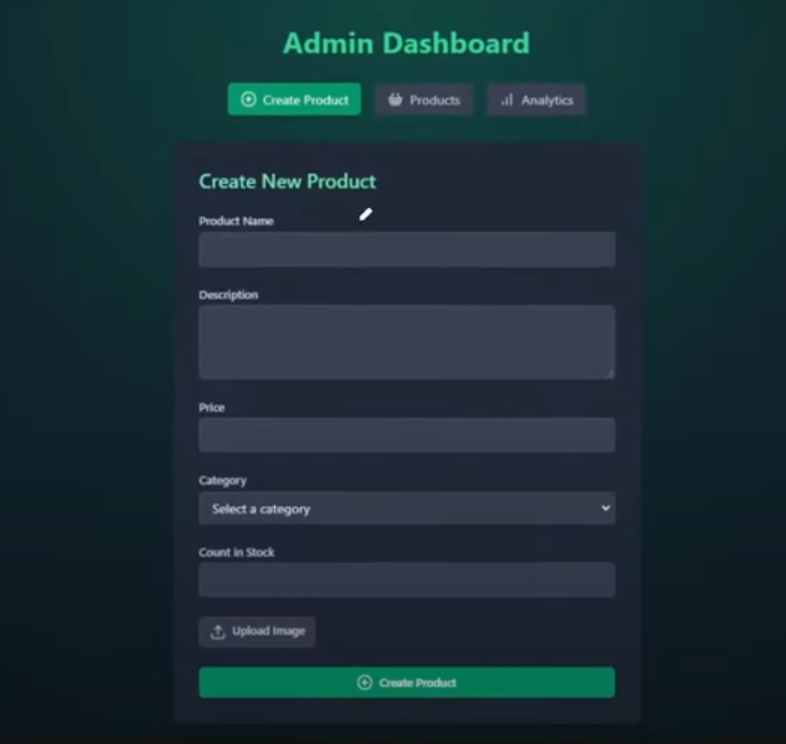 Admin Dashboard
Create Product Products Analytics
Create New Product
Product Name
Description
Price
Category
Select a category
Count in Stock
Upload Image
Create Product